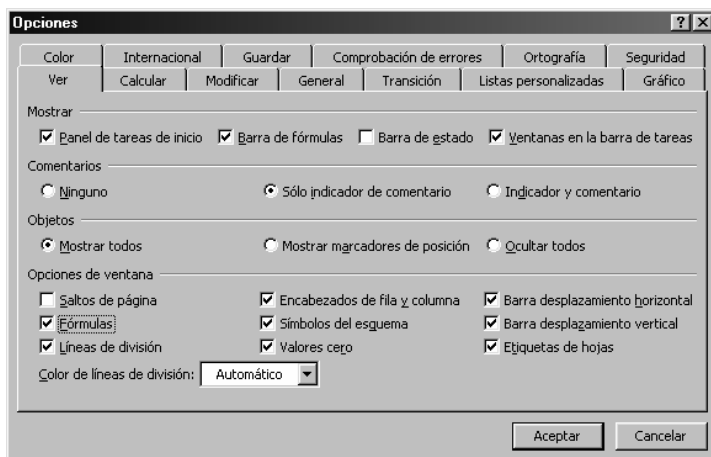 Opciones
Color Internacional Guardar Comprobación de errores Ortografía Seguridad
Ver Calcular Modificar General Transición Listas personalizadas Gráfico
Mostrar
Panel de tareas de inicio Barra de fórmulas Barra de estado Ventanas en la barra de tareas
Comentarios
Ninguno Sólo indicador de comentario Indicador y comentario
Objetos
Mostrar todos Mostrar marcadores de posición Ocultar todos
Opciones de ventana
Saltos de página Encabezados de fila y columna Barra desplazamiento horizontal
Fórmulas Símbolos del esquema Barra desplazamiento vertical
Líneas de división Valores cero Etiquetas de hojas
Color de líneas de división: Automático
Aceptar Cancelar